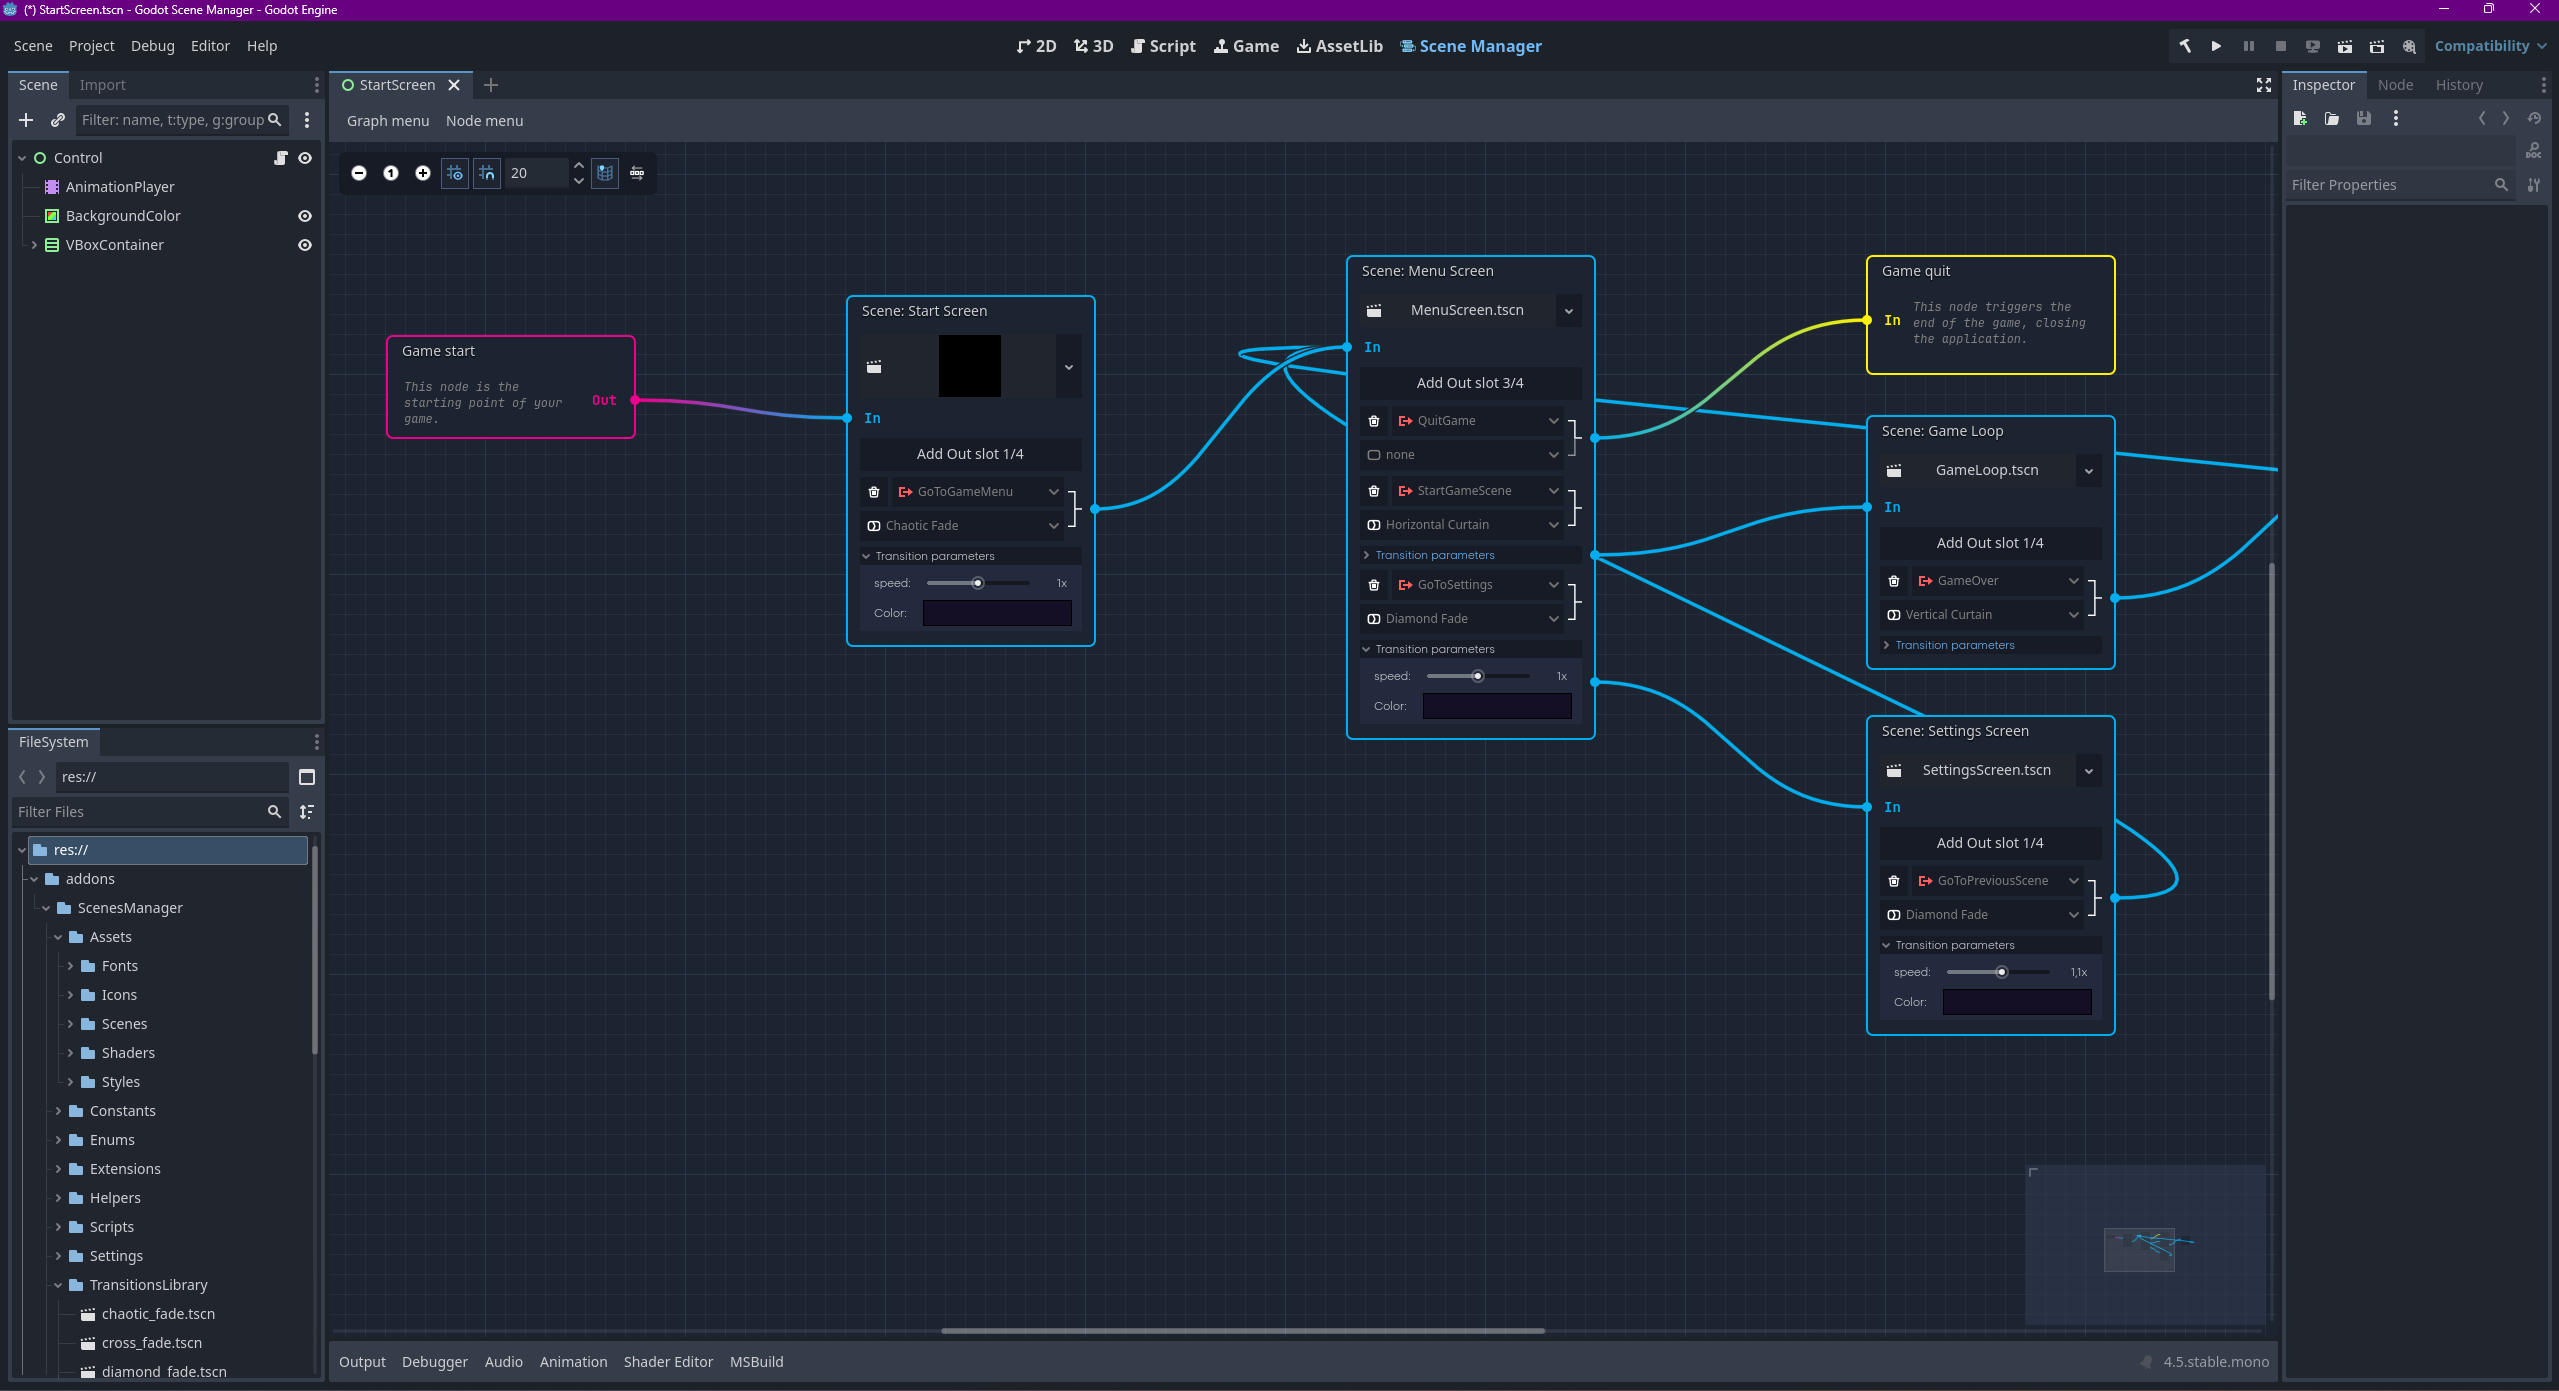 (*) StartScreen.tscn - Godot Scene Manager - Godot Engine
Scene Project Debug Editor Help
2D 3D Script Game AssetLib Scene Manager
Compatibility
Scene Import
Filter: name, t:type, g:group
Control
AnimationPlayer
BackgroundColor
VBoxContainer
FileSystem
res://
Filter Files
res://
addons
ScenesManager
Assets
Fonts
Icons
Scenes
Shaders
Styles
Constants
Enums
Extensions
Helpers
Scripts
Settings
TransitionsLibrary
chaotic_fade.tscn
cross_fade.tscn
diamond_fade.tscn
StartScreen
Graph menu Node menu
1
20
Game start
This node is the
starting point of your
game.
Out
Scene: Start Screen
In
Add Out slot 1/4
GoToGameMenu
Chaotic Fade
Transition parameters
speed: 1x
Color:
Scene: Menu Screen
MenuScreen.tscn
In
Add Out slot 3/4
QuitGame
none
StartGameScene
Horizontal Curtain
Transition parameters
GoToSettings
Diamond Fade
Transition parameters
speed: 1x
Color:
Game quit
In
This node triggers the
end of the game, closing
the application.
Scene: Game Loop
GameLoop.tscn
In
Add Out slot 1/4
GameOver
Vertical Curtain
Transition parameters
Scene: Settings Screen
SettingsScreen.tscn
In
Add Out slot 1/4
GoToPreviousScene
Diamond Fade
Transition parameters
speed: 1,1x
Color:
Output Debugger Audio Animation Shader Editor MSBuild
4.5.stable.mono
Inspector Node History
DOC
Filter Properties